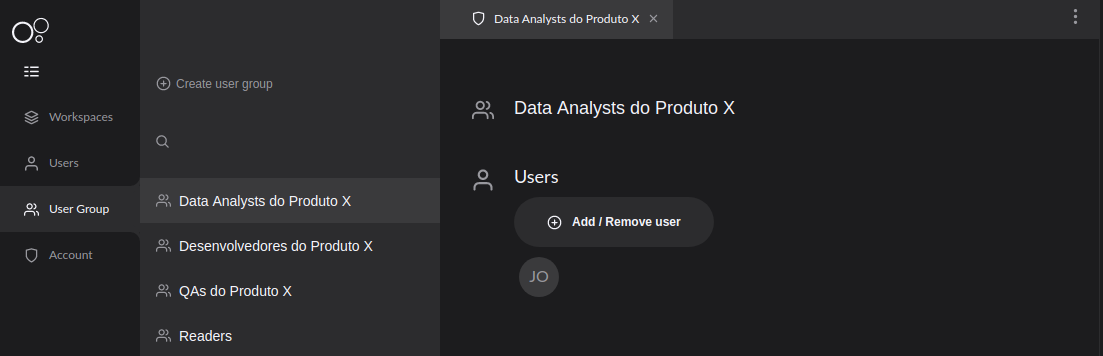 Workspaces
Users
User Group
Account
Create user group
Data Analysts do Produto X
Desenvolvedores do Produto X
QAs do Produto X
Readers
Data Analysts do Produto X
Data Analysts do Produto X
Users
Add / Remove user
JO